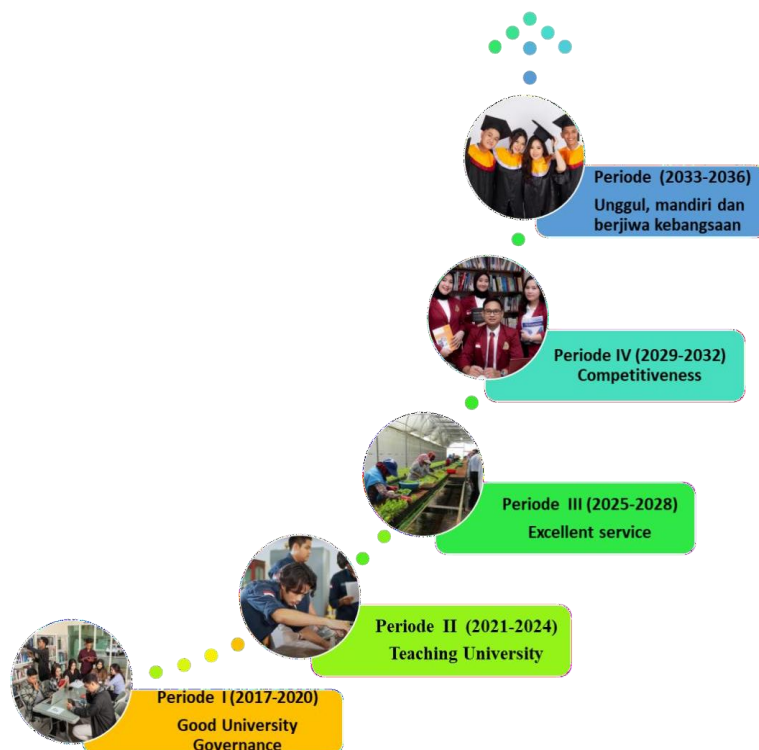 Periode (2033-2036)
Unggul, mandiri dan
berjiwa kebangsaan
Periode IV (2029-2032)
Competitiveness
Periode III (2025-2028)
Excellent service
Periode II (2021-2024)
Teaching University
Periode I (2017-2020)
Good University
Governance